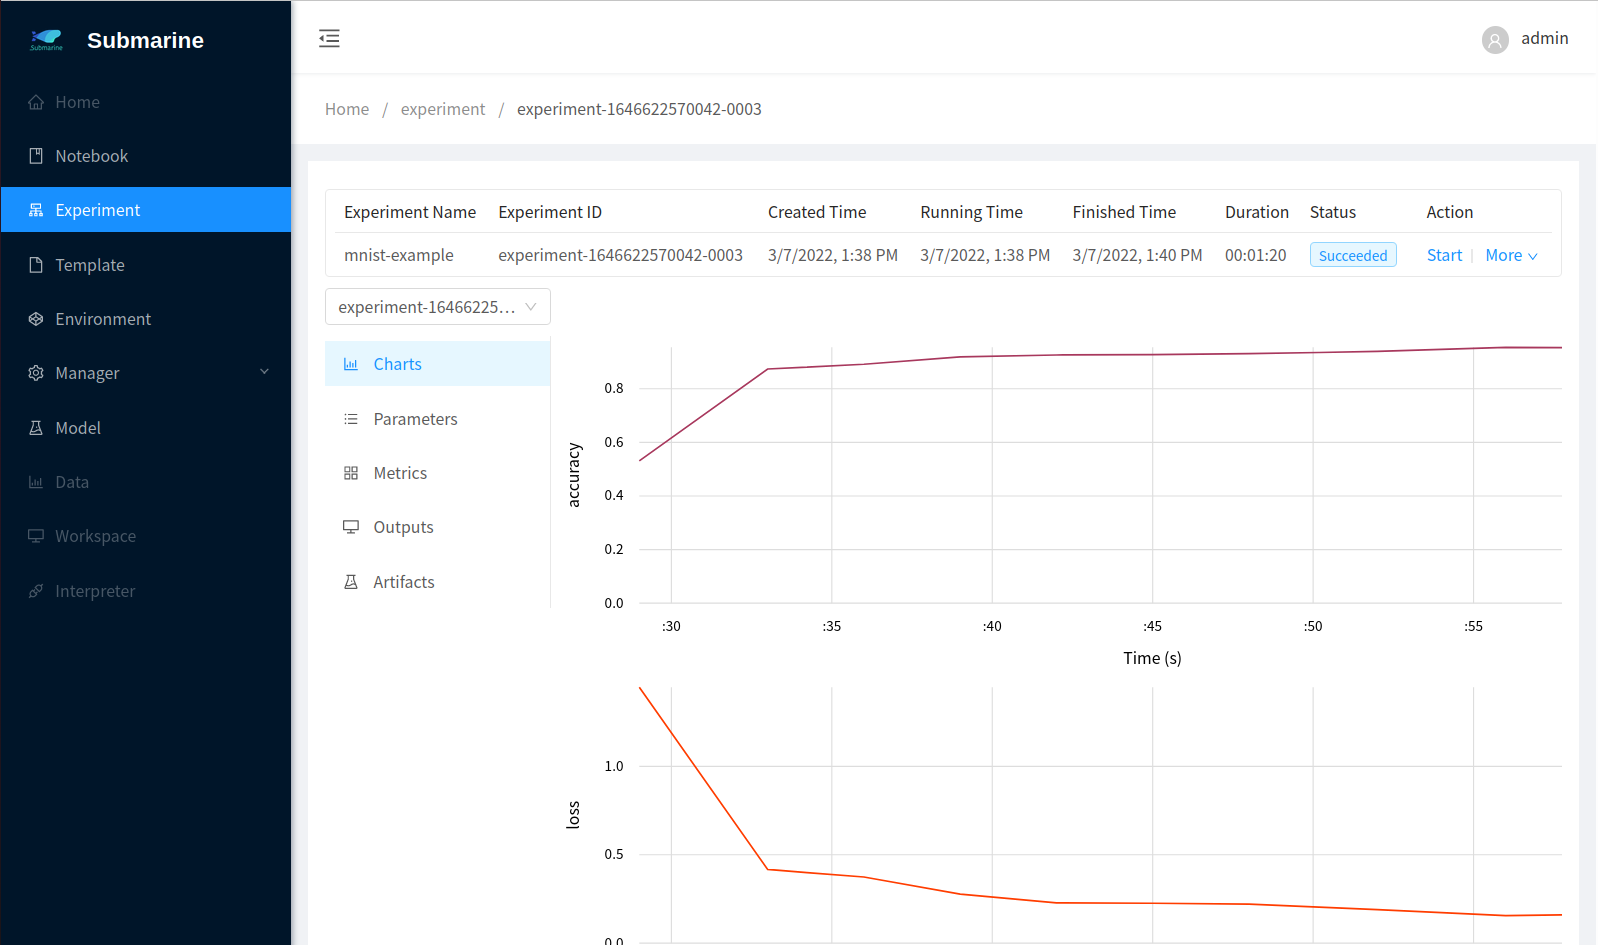 Submarine
Submarine
admin
Home
Notebook
Experiment
Template
Environment
Manager
Model
Data
Workspace
Interpreter
Home / experiment / experiment-1646622570042-0003
Experiment Name Experiment ID Created Time Running Time Finished Time Duration Status Action
mnist-example experiment-1646622570042-0003 3/7/2022, 1:38 PM 3/7/2022, 1:38 PM 3/7/2022, 1:40 PM 00:01:20 Succeeded Start | More
experiment-16466225...
Charts
Parameters
Metrics
Outputs
Artifacts
accuracy
0.8
0.6
0.4
0.2
0.0
:30 :35 :40 :45 :50 :55
Time (s)
loss
1.0
0.5
0.0